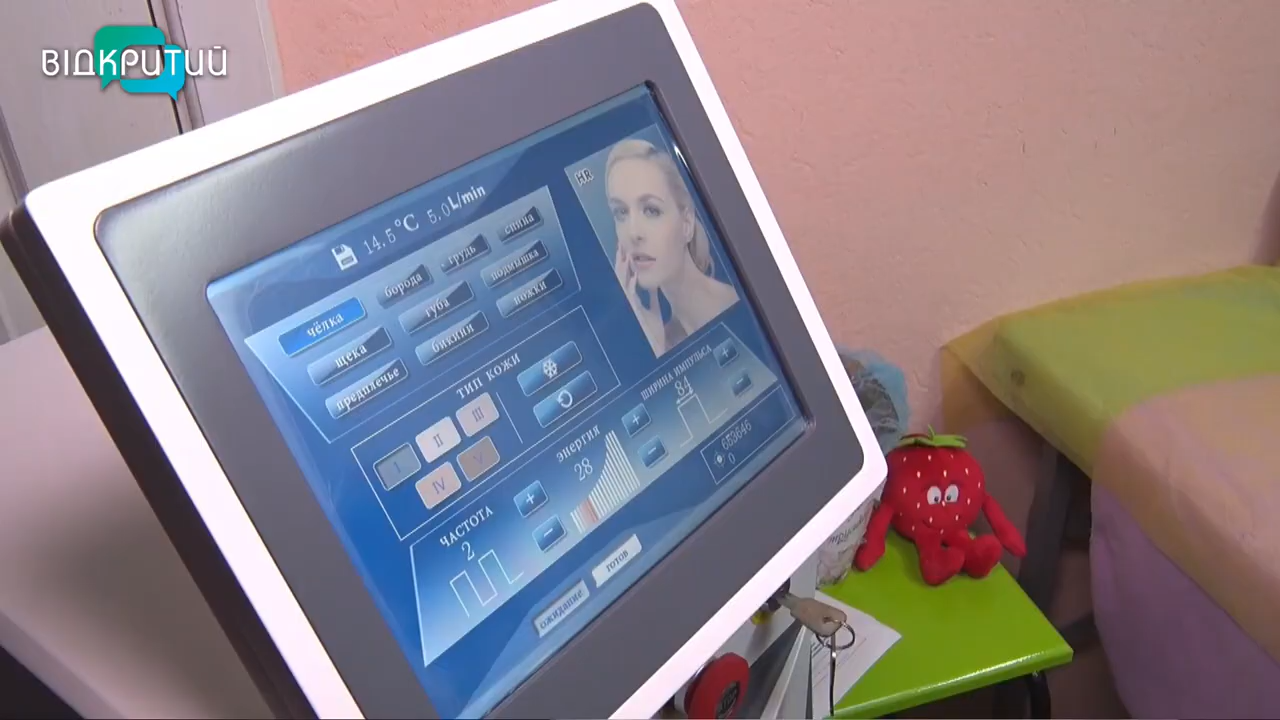 ВІДКРИТИЙ
14.5°C 5.0L/min
HR
чёлка борода грудь спина
щека губа подмышка
предплечье бикини ножки
ТИП КОЖИ
I II III
IV V
ЧАСТОТА
2
+
-
ЭНЕРГИЯ
28
+
-
ШИРИНА ИМПУЛЬСА
84
+
-
653646
0
ожидание готов